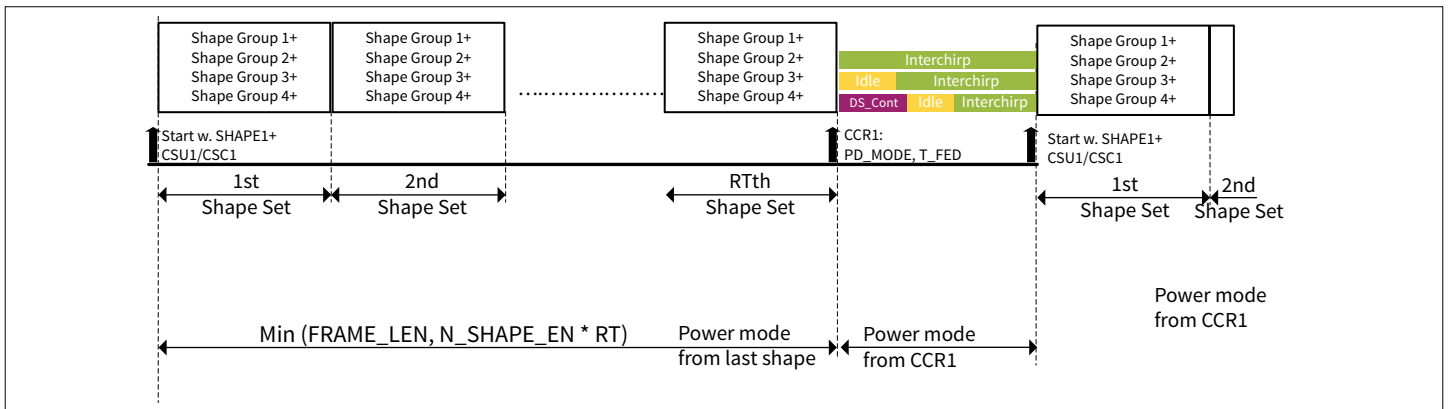 Shape Group 1+
Shape Group 2+
Shape Group 3+
Shape Group 4+
Shape Group 1+
Shape Group 2+
Shape Group 3+
Shape Group 4+
........................
Shape Group 1+
Shape Group 2+
Shape Group 3+
Shape Group 4+
Interchirp
Idle Interchirp
DS_Cont Idle Interchirp
Shape Group 1+
Shape Group 2+
Shape Group 3+
Shape Group 4+
Start w. SHAPE1+
CSU1/CSC1
CCR1:
PD_MODE, T_FED
Start w. SHAPE1+
CSU1/CSC1
1st
Shape Set
2nd
Shape Set
RTth
Shape Set
1st
Shape Set
2nd
Shape Set
Min (FRAME_LEN, N_SHAPE_EN * RT)
Power mode
from last shape
Power mode
from CCR1
Power mode
from CCR1